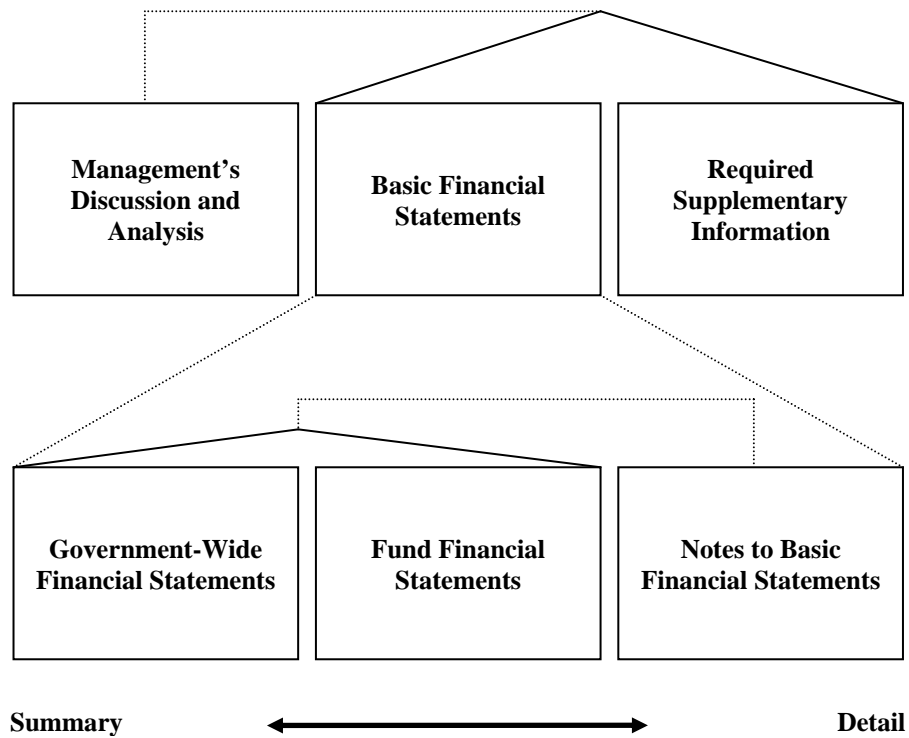 Management’s
Discussion and
Analysis
Basic Financial
Statements
Required
Supplementary
Information
Government-Wide
Financial Statements
Fund Financial
Statements
Notes to Basic
Financial Statements
Summary
Detail